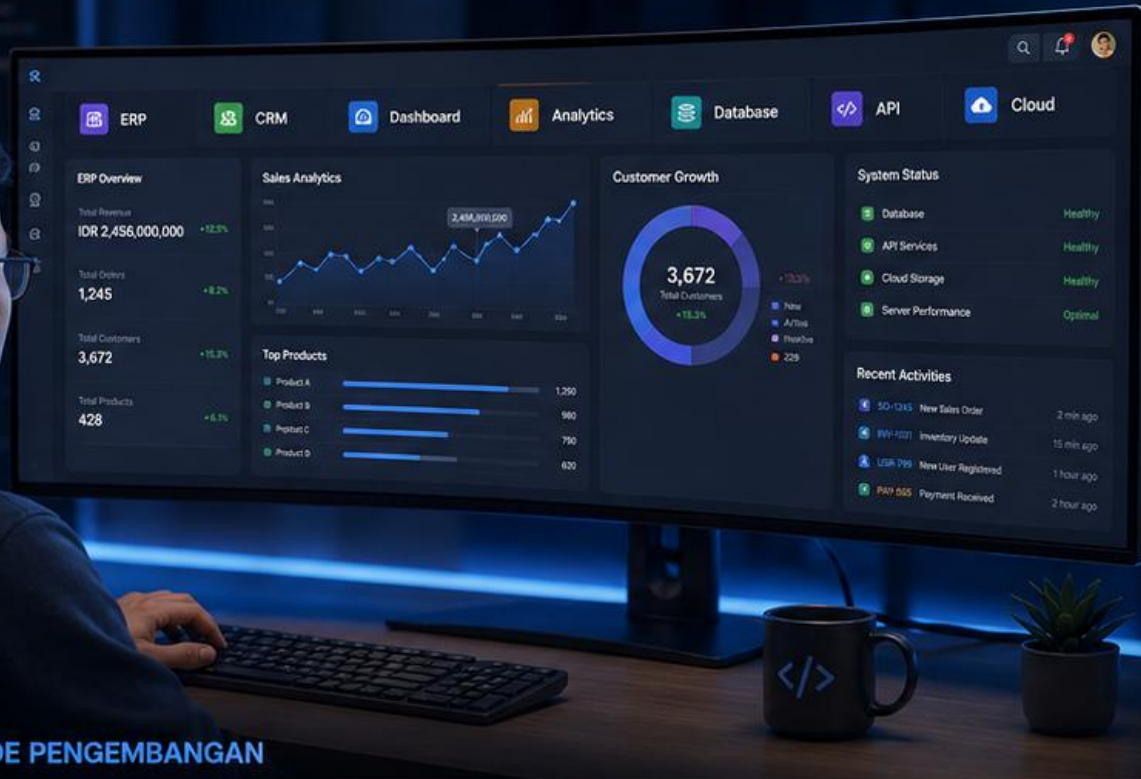 ERP
CRM
Dashboard
Analytics
Database
API
Cloud
ERP Overview
Total Revenue
IDR 2,456,000,000
+12.5%
Total Orders
1,245
+8.2%
Total Customers
3,672
+15.3%
Total Products
428
+6.1%
Sales Analytics
Top Products
Product A
1,250
Product B
980
Product C
750
Product D
620
Customer Growth
3,672
Total Customers
+15.3%
New
229
System Status
Database
Healthy
API Services
Healthy
Cloud Storage
Healthy
Server Performance
Optimal
Recent Activities
New Sales Order
2 min ago
Inventory Update
15 min ago
New User Registered
1 hour ago
Payment Received
2 hour ago
</>
DE PENGEMBANGAN